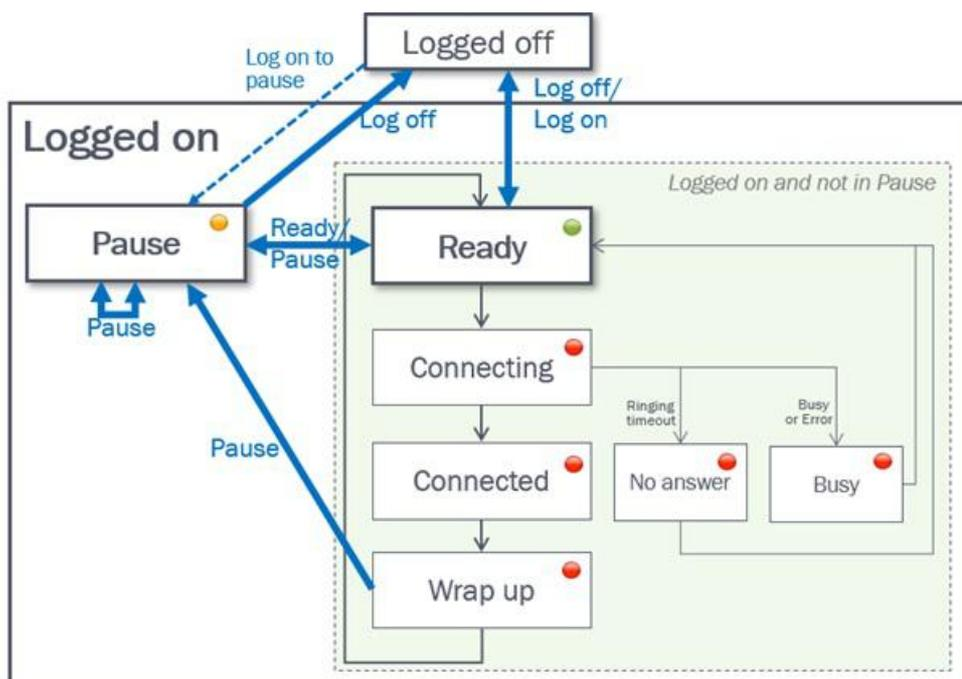 Logged off
Log on to
pause
Log off/
Log on
Log off
Logged on
Logged on and not in Pause
Pause
Ready/
Pause
Ready
Pause
Connecting
Ringing
timeout
Busy
or Error
Pause
Connected
No answer
Busy
Wrap up